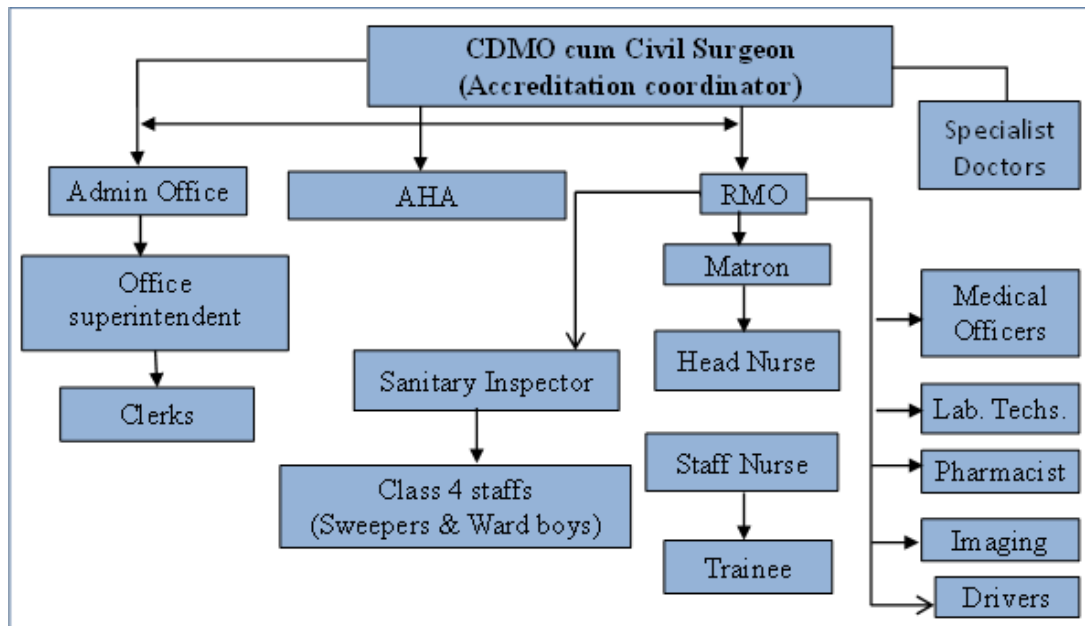 CDMO cum Civil Surgeon
(Accreditation coordinator)
Specialist
Doctors
Admin Office
AHA
RMO
Office
superintendent
Matron
Medical
Officers
Sanitary Inspector
Head Nurse
Clerks
Lab. Techs.
Staff Nurse
Pharmacist
Class 4 staffs
(Sweepers & Ward boys)
Trainee
Imaging
Drivers